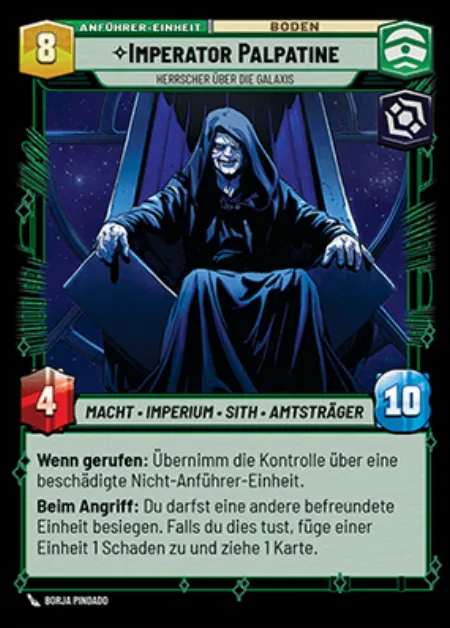 ANFÜHRER-EINHEIT
BODEN
8
✧IMPERATOR PALPATINE
HERRSCHER ÜBER DIE GALAXIS
4
MACHT • IMPERIUM • SITH • AMTSTRÄGER
10
Wenn gerufen: Übernimm die Kontrolle über eine
beschädigte Nicht-Anführer-Einheit.
Beim Angriff: Du darfst eine andere befreundete
Einheit besiegen. Falls du dies tust, füge einer
Einheit 1 Schaden zu und ziehe 1 Karte.
BORJA PINDADO